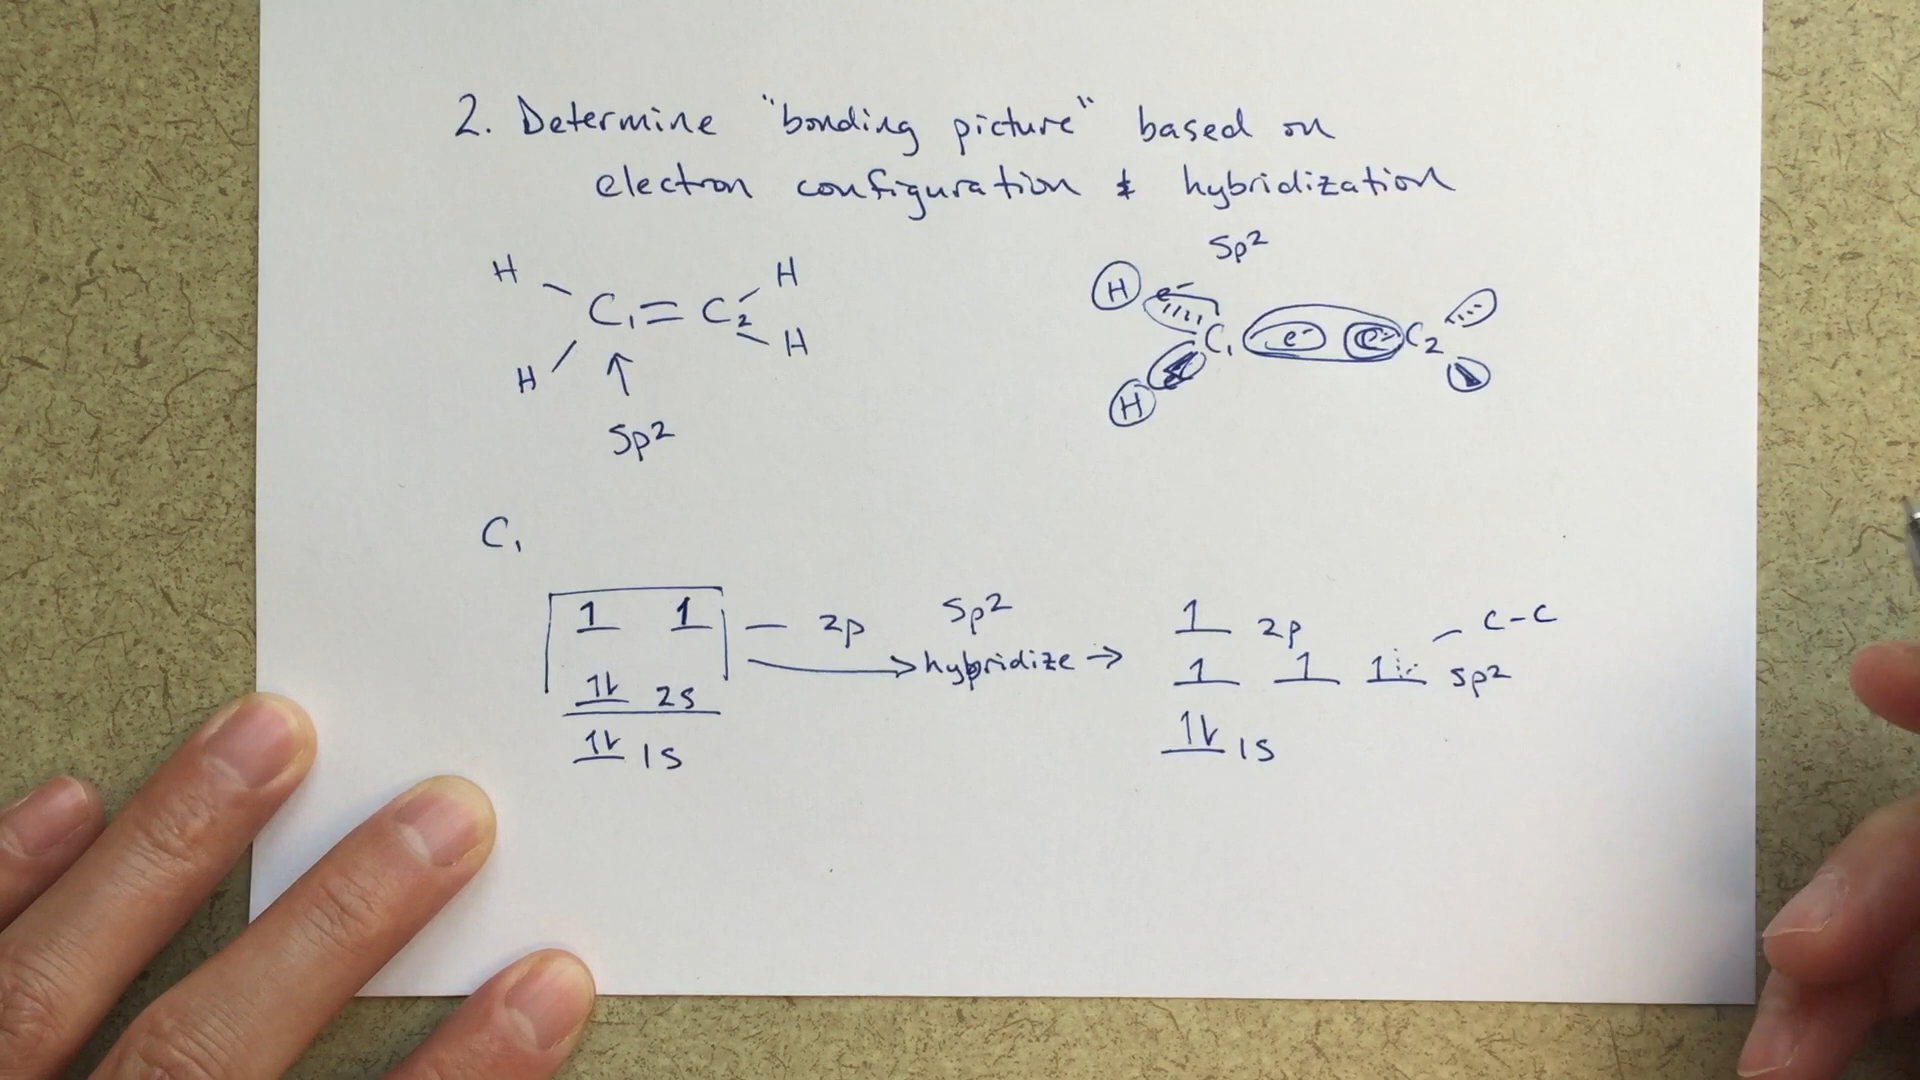 2. Determine "bonding picture" based on
electron configuration & hybridization
Sp²
H H
C₁=C₂
H H
Sp²
H e-
C₁ e- e- C₂
H
C₁
1 1 — 2p
1⇂ 2s
1⇂ 1s
Sp²
hybridize →
1 2p
1 1 1 sp²
C-C
1⇂ 1s